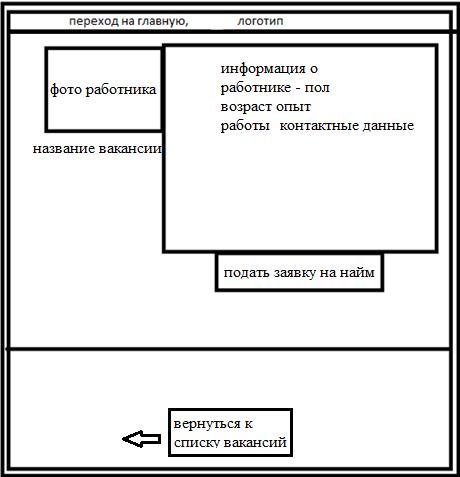 переход на главную, логотип
фото работника
название вакансии
информация о
работнике - пол
возраст опыт
работы контактные данные
подать заявку на найм
вернуться к
списку вакансий